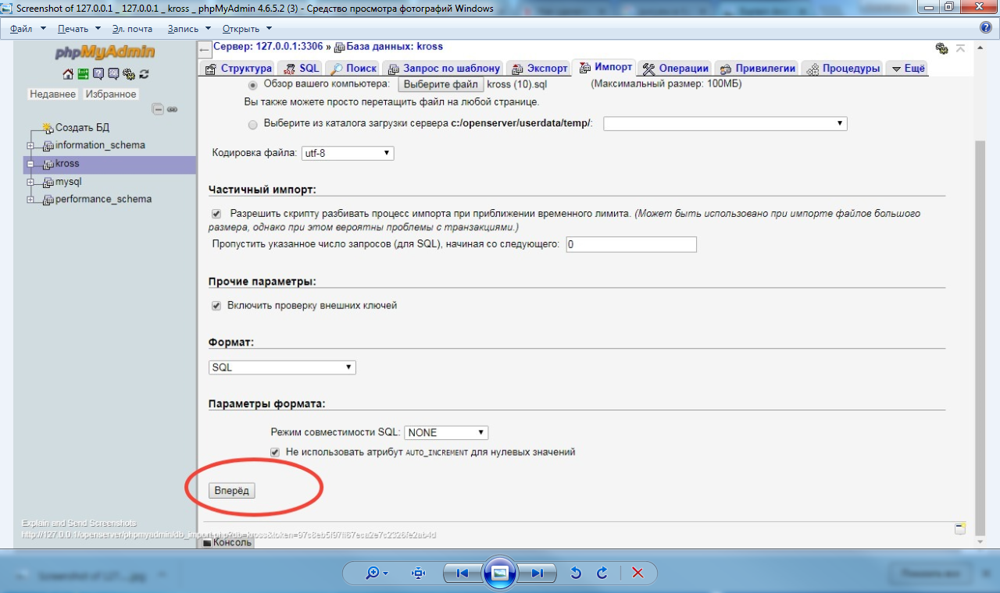 Screenshot of 127.0.0.1 _ 127.0.0.1 _ kross _ phpMyAdmin 4.6.5.2 (3) - Средство просмотра фотографий Windows
Файл Печать Эл. почта Запись Открыть
phpMyAdmin
Недавнее Избранное
Создать БД
information_schema
kross
mysql
performance_schema
Сервер: 127.0.0.1:3306 » База данных: kross
Структура SQL Поиск Запрос по шаблону Экспорт Импорт Операции Привилегии Процедуры Ещё
Обзор вашего компьютера: Выберите файл kross (10).sql (Максимальный размер: 100МБ)
Вы также можете просто перетащить файл на любой странице.
Выберите из каталога загрузки сервера c:/openserver/userdata/temp/:
Кодировка файла: utf-8
Частичный импорт:
Разрешить скрипту разбивать процесс импорта при приближении временного лимита. (Может быть использовано при импорте файлов большого
размера, однако при этом вероятны проблемы с транзакциями.)
Пропустить указанное число запросов (для SQL), начиная со следующего: 0
Прочие параметры:
Включить проверку внешних ключей
Формат:
SQL
Параметры формата:
Режим совместимости SQL: NONE
Не использовать атрибут AUTO_INCREMENT для нулевых значений
Вперёд
Explain and Send Screenshots
http://127.0.0.1/openserver/phpmyadmin/db_import.php?db=kross&token=97c8eb5f97ff67eca2e7c2326fe2ab4d
Консоль